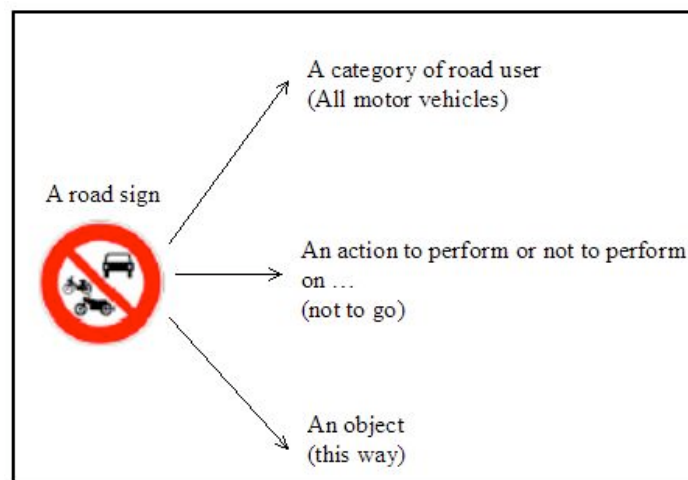 A category of road user
(All motor vehicles)
A road sign
An action to perform or not to perform
on …
(not to go)
An object
(this way)